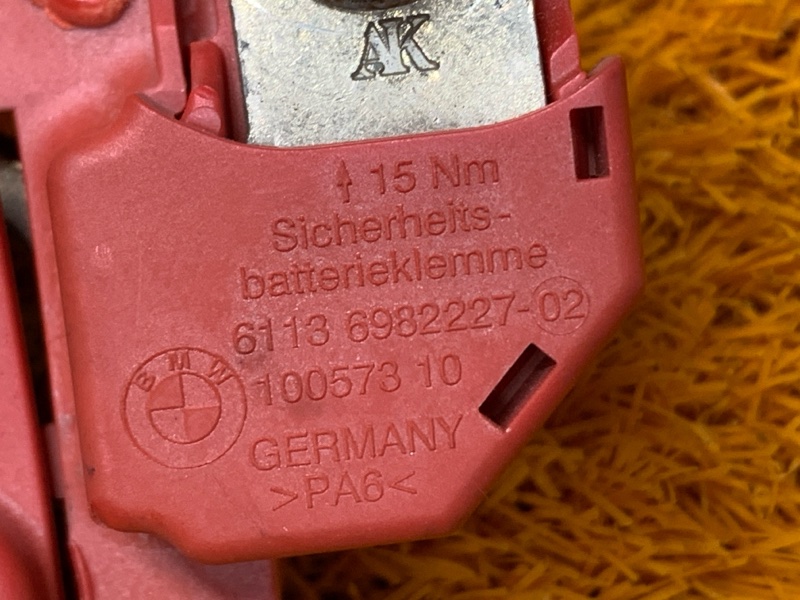 AK
15 Nm
Sicherheits-
batterieklemme
6113 6982227-02
BMW
100573 10
GERMANY
>PA6<